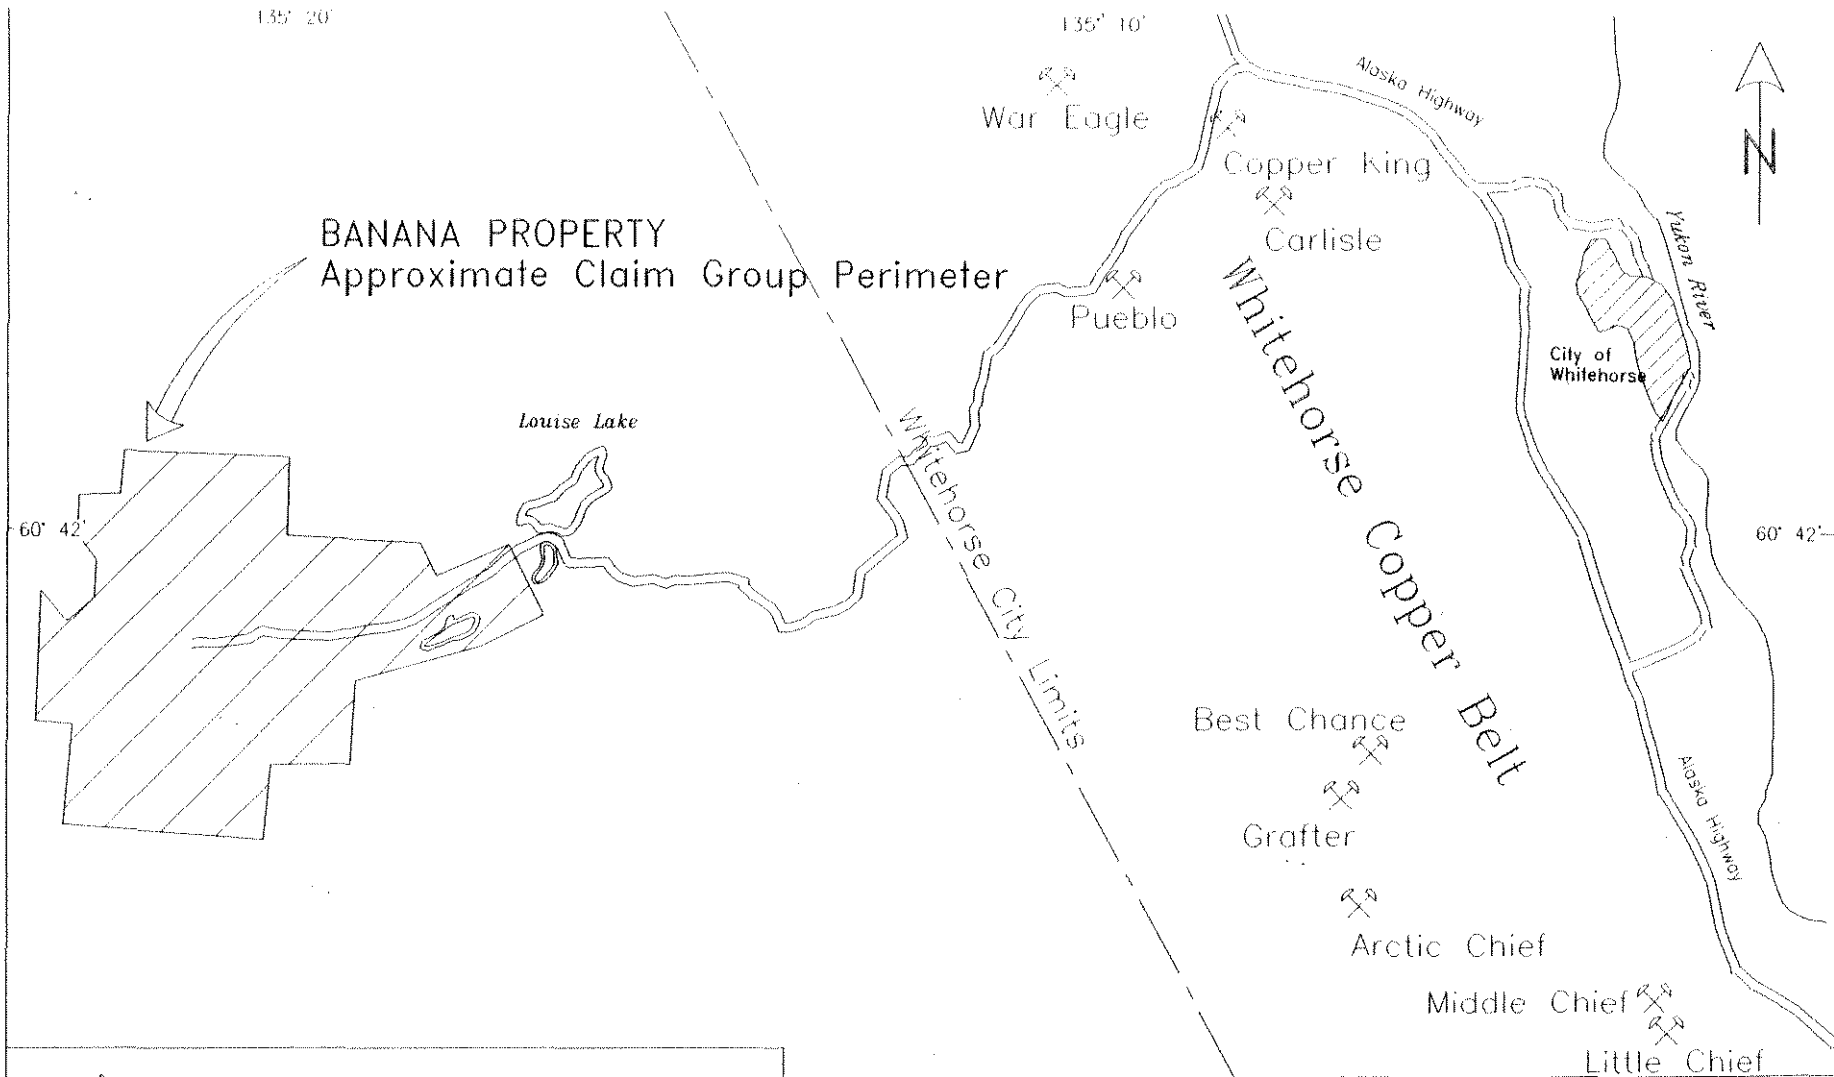 135° 20'
135° 10'
Alaska Highway
War Eagle
Copper King
N
BANANA PROPERTY
Approximate Claim Group Perimeter
Carlisle
Yukon River
Pueblo
Whitehorse Copper Belt
City of
Whitehorse
Louise Lake
Whitehorse City Limits
60° 42'
60° 42'
Best Chance
Grafter
Alaska Highway
Arctic Chief
Middle Chief
Little Chief